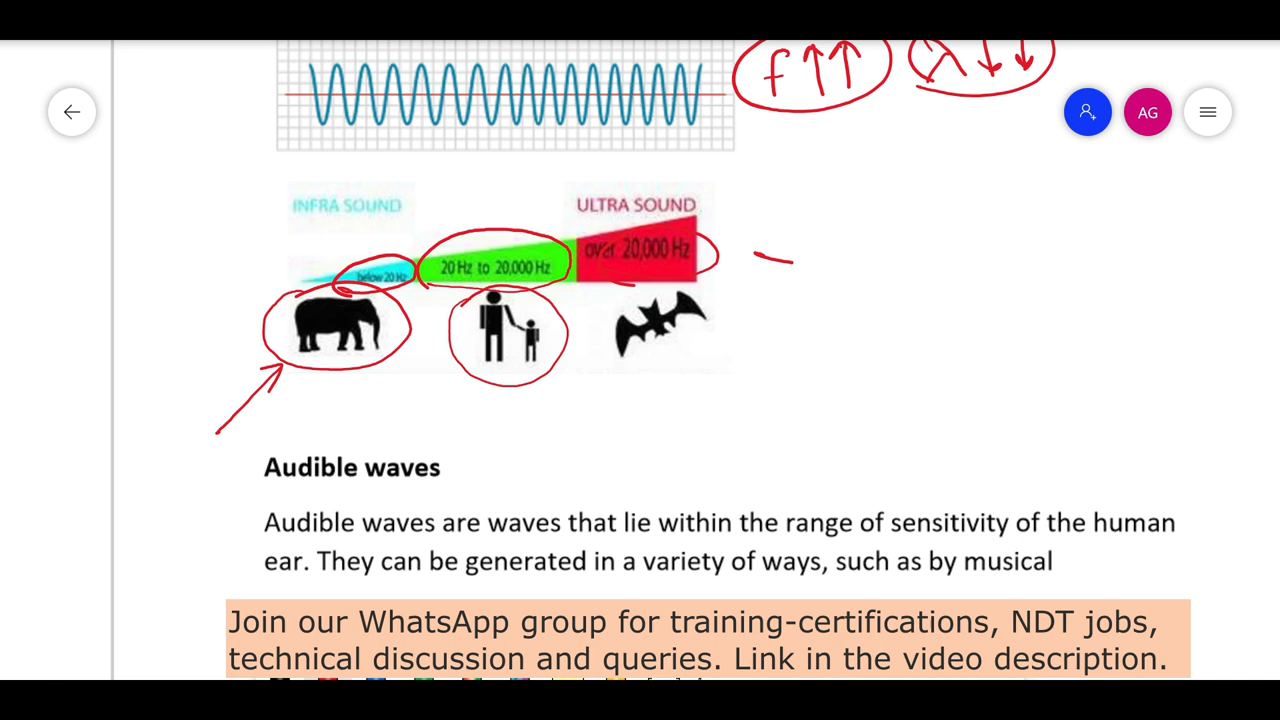 f ↑↑ λ ↓↓
AG
INFRA SOUND ULTRA SOUND
below 20 Hz 20 Hz to 20,000 Hz over 20,000 Hz
Audible waves
Audible waves are waves that lie within the range of sensitivity of the human
ear. They can be generated in a variety of ways, such as by musical
Join our WhatsApp group for training-certifications, NDT jobs,
technical discussion and queries. Link in the video description.